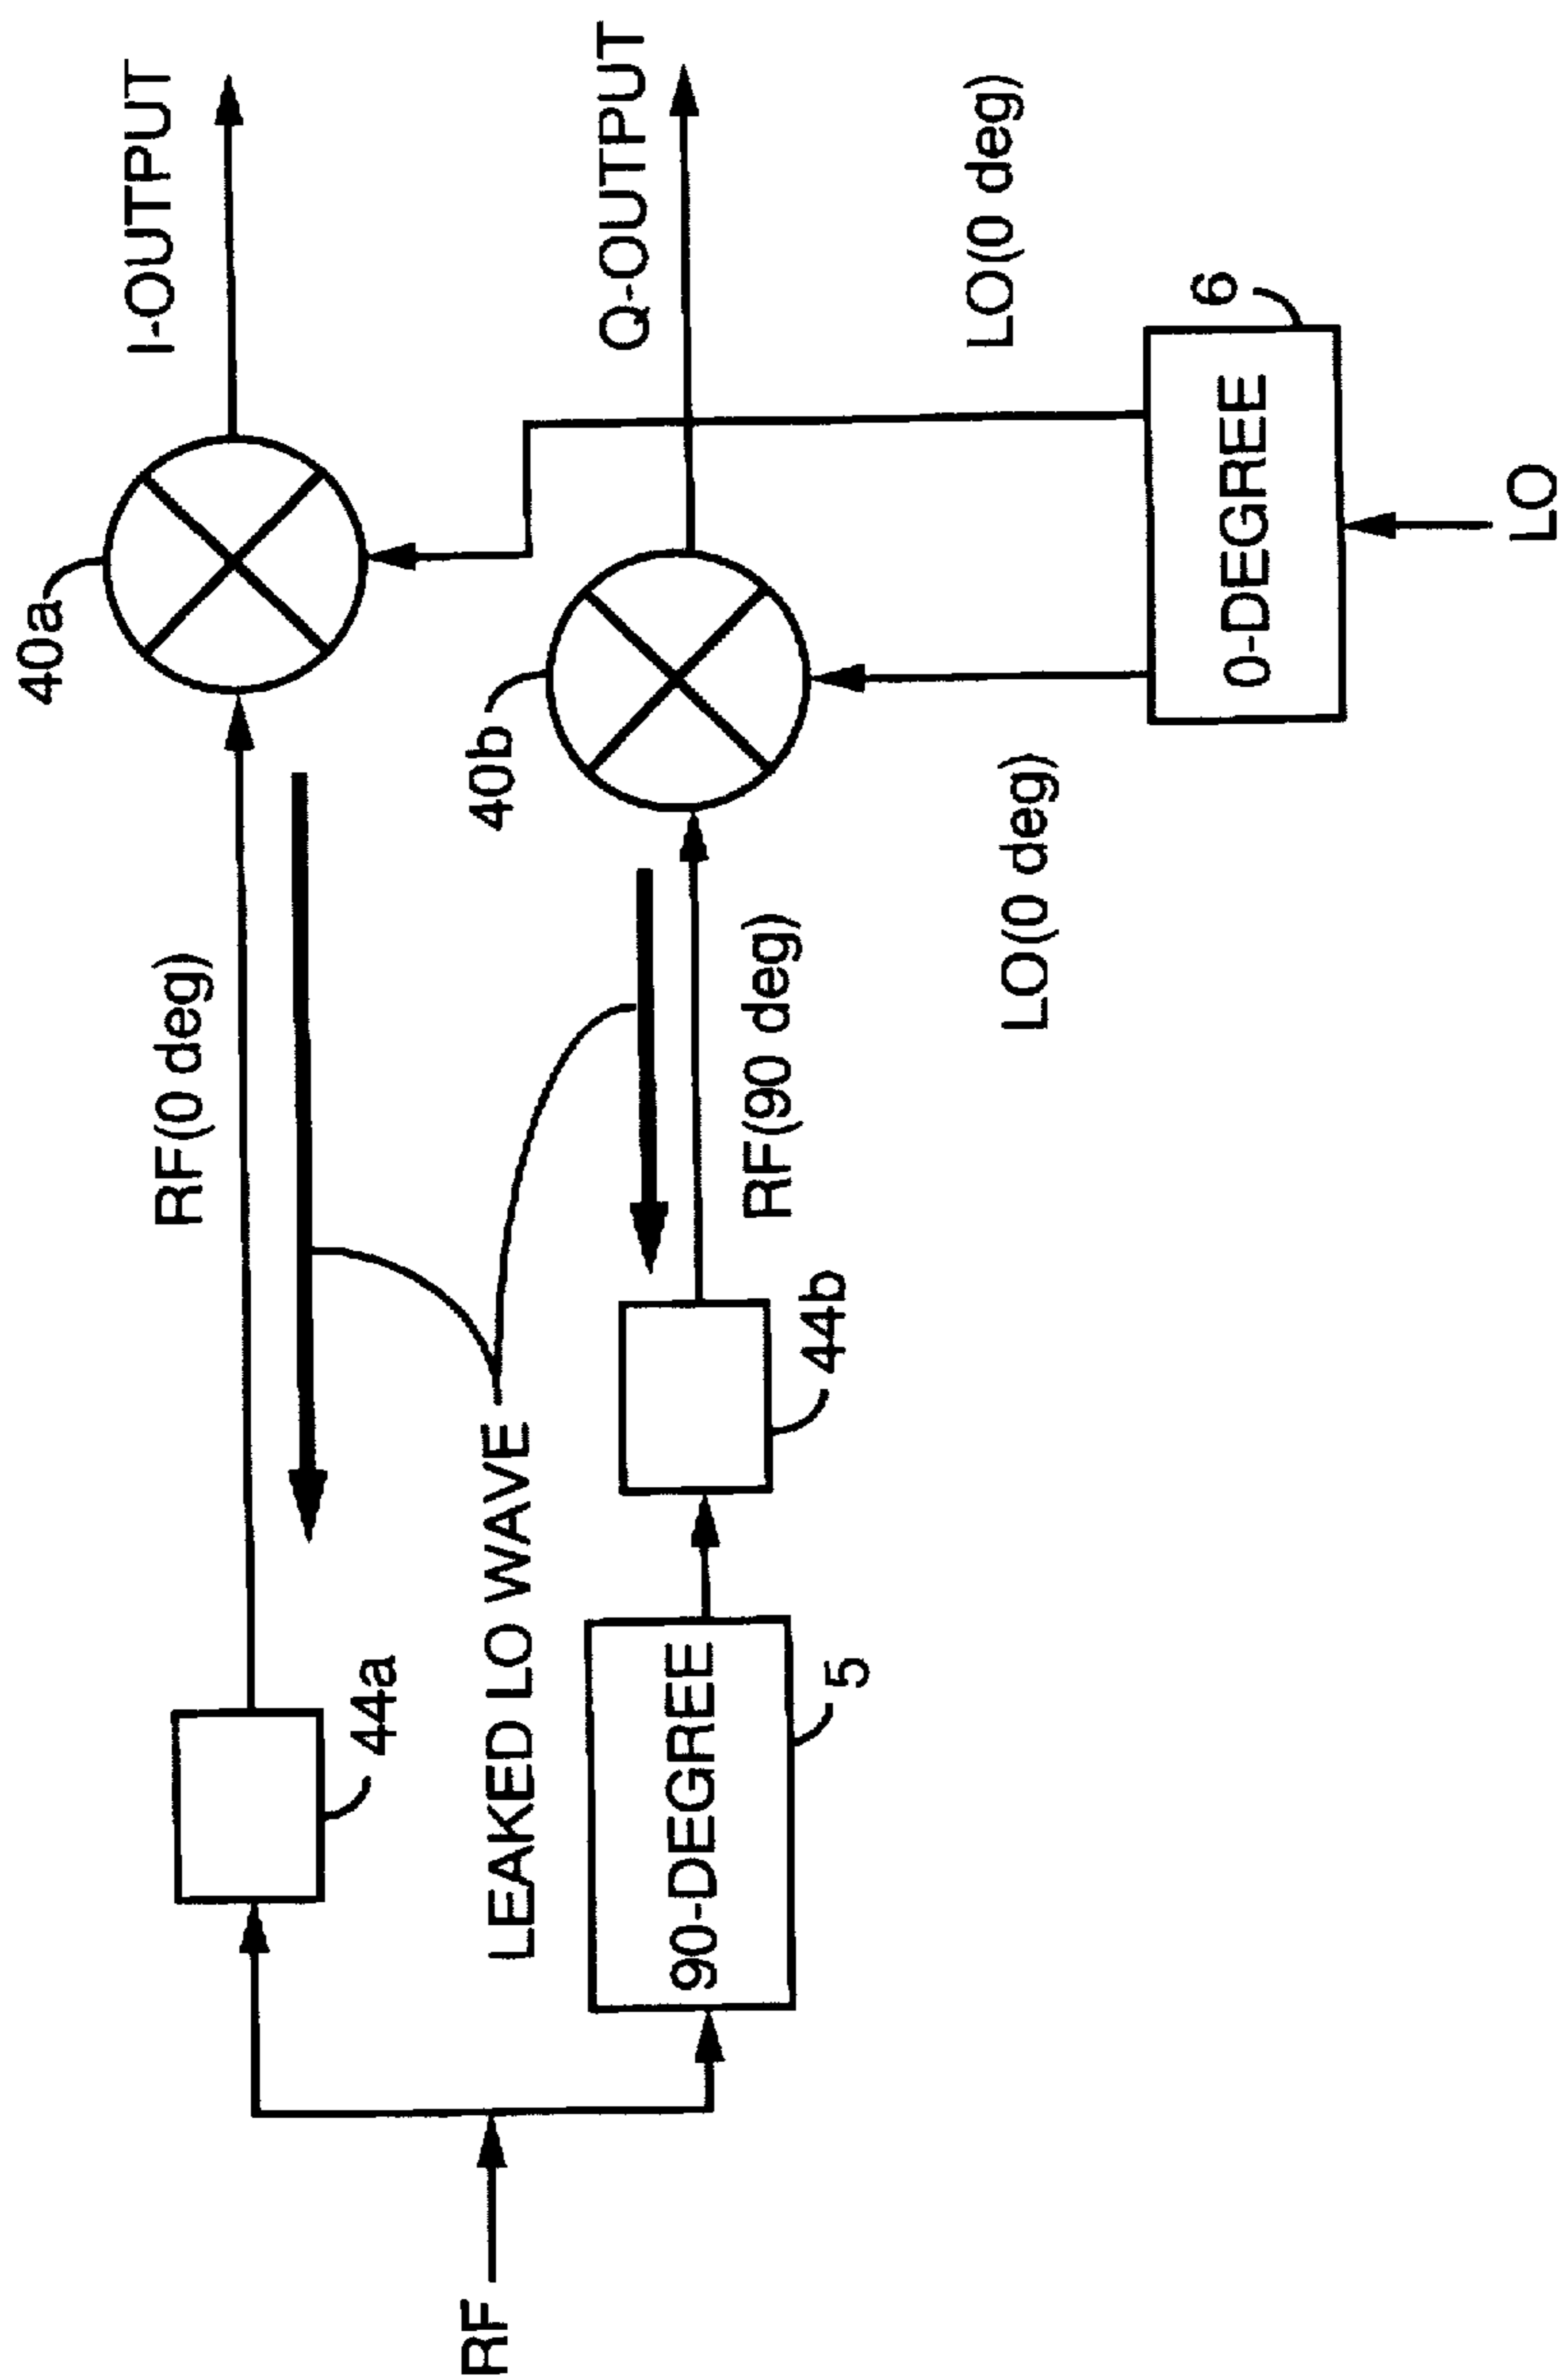 I-OUTPUT
40a
RF(0 deg)
44a
Q-OUTPUT
40b
LEAKED LO WAVE
RF
RF(90 deg)
44b
90-DEGREE
5
LO(0 deg)
LO(0 deg)
6
0-DEGREE
LO